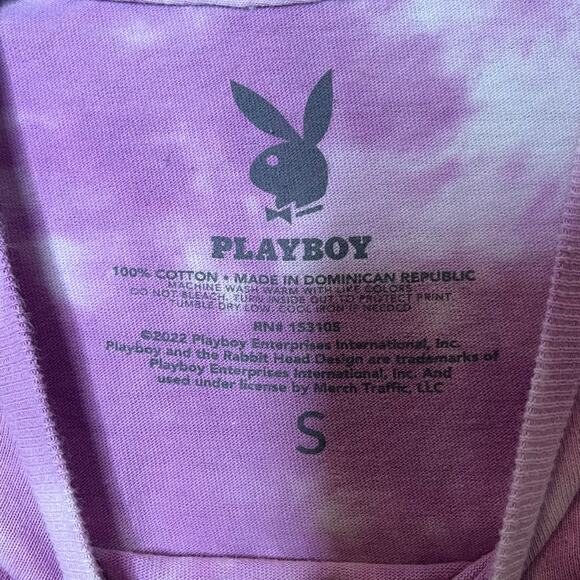 PLAYBOY
100% COTTON • MADE IN DOMINICAN REPUBLIC
MACHINE WASH WARM WITH LIKE COLORS
DO NOT BLEACH, TURN INSIDE OUT TO PROTECT PRINT
TUMBLE DRY LOW, COOL IRON IF NEEDED
RN# 153105
©2022 Playboy Enterprises International, Inc.
Playboy and the Rabbit Head Design are trademarks of
Playboy Enterprises International, Inc. And
used under license by Merch Traffic, LLC
S